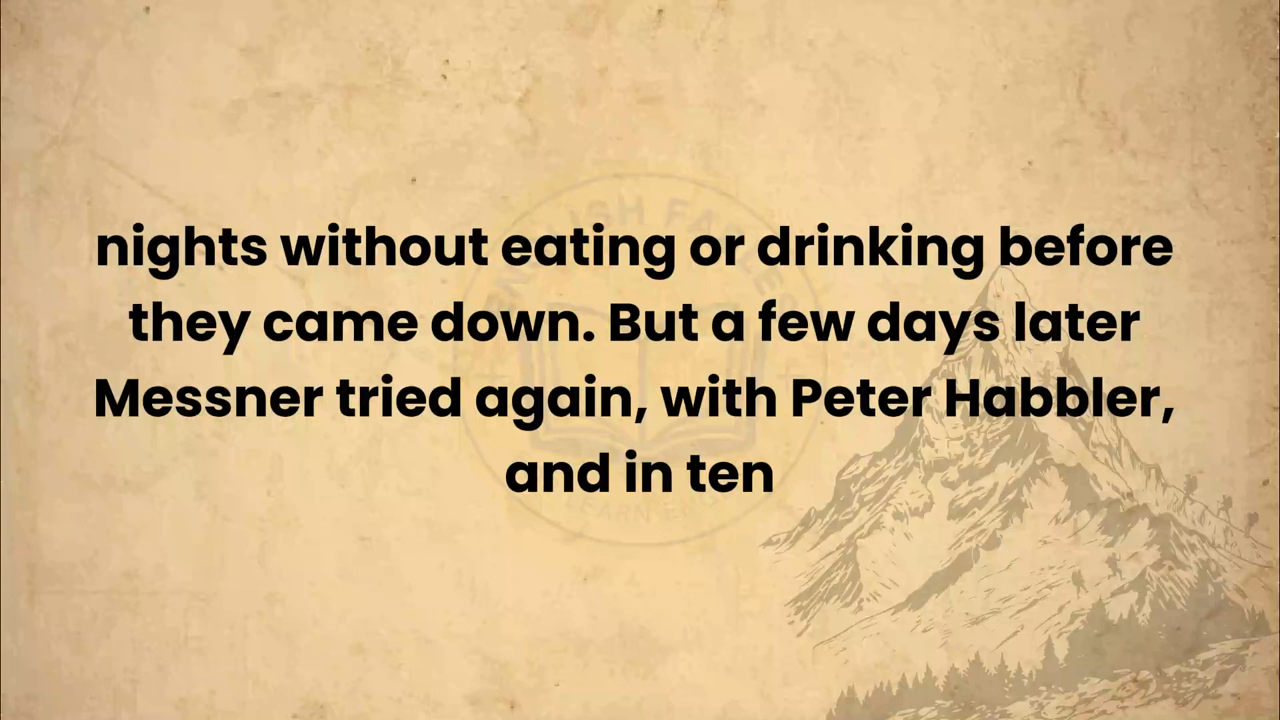 nights without eating or drinking before
they came down. But a few days later
Messner tried again, with Peter Habbler,
and in ten